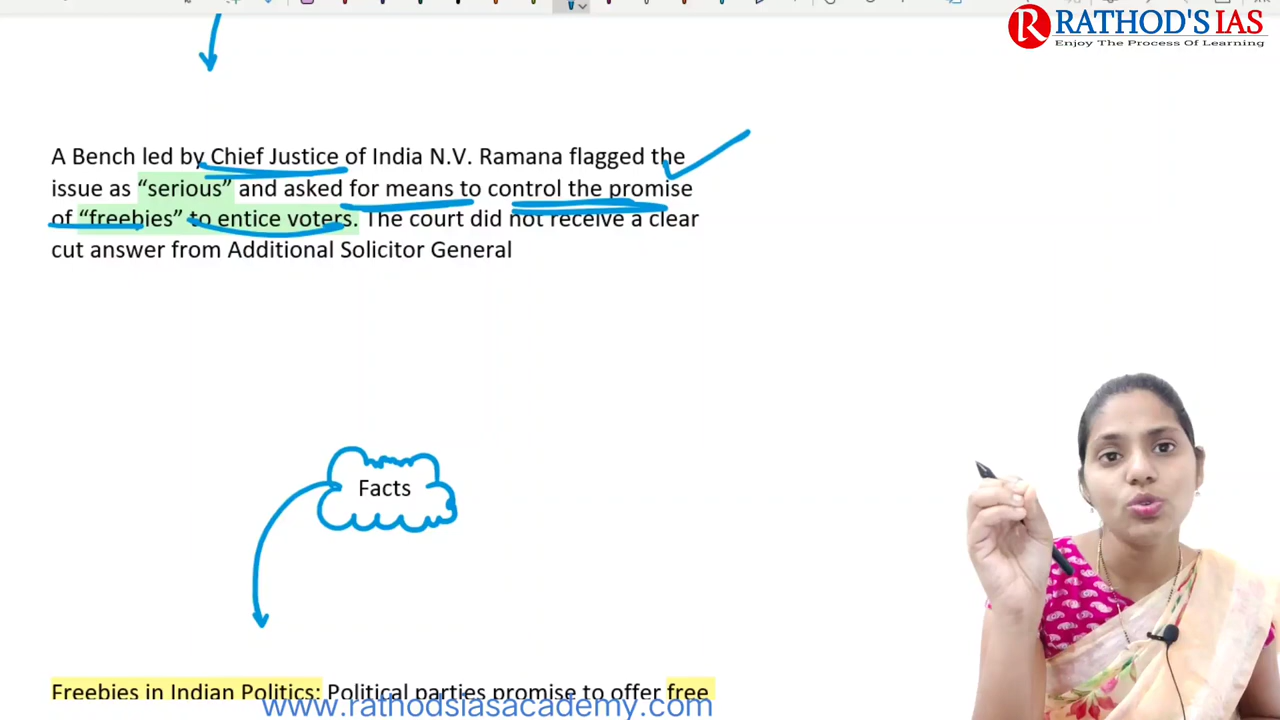 RATHOD'S IAS
Enjoy The Process Of Learning
A Bench led by Chief Justice of India N.V. Ramana flagged the
issue as “serious” and asked for means to control the promise
of “freebies” to entice voters. The court did not receive a clear
cut answer from Additional Solicitor General
Facts
Freebies in Indian Politics: Political parties promise to offer free
www.rathodsiasacademy.com